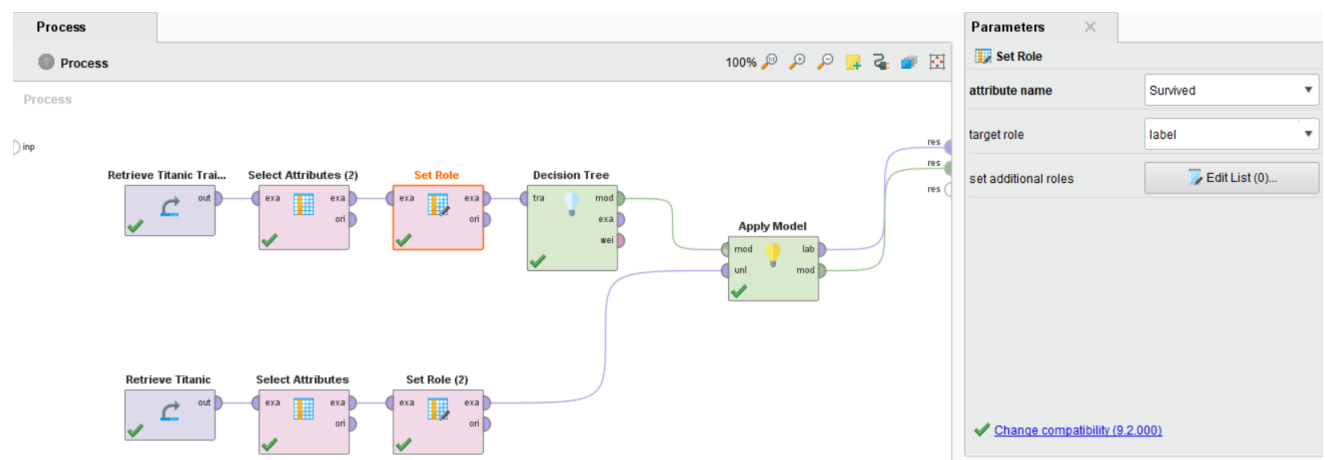 Process
Process
100%
Process
inp
res
res
res
Retrieve Titanic Trai...
Select Attributes (2)
Set Role
Decision Tree
out
exa
exa
ori
exa
exa
ori
tra
mod
exa
wei
Apply Model
mod
lab
unl
mod
Retrieve Titanic
Select Attributes
Set Role (2)
out
exa
exa
ori
exa
exa
ori
Parameters
Set Role
attribute name
Survived
target role
label
set additional roles
Edit List (0)...
Change compatibility (9.2.000)